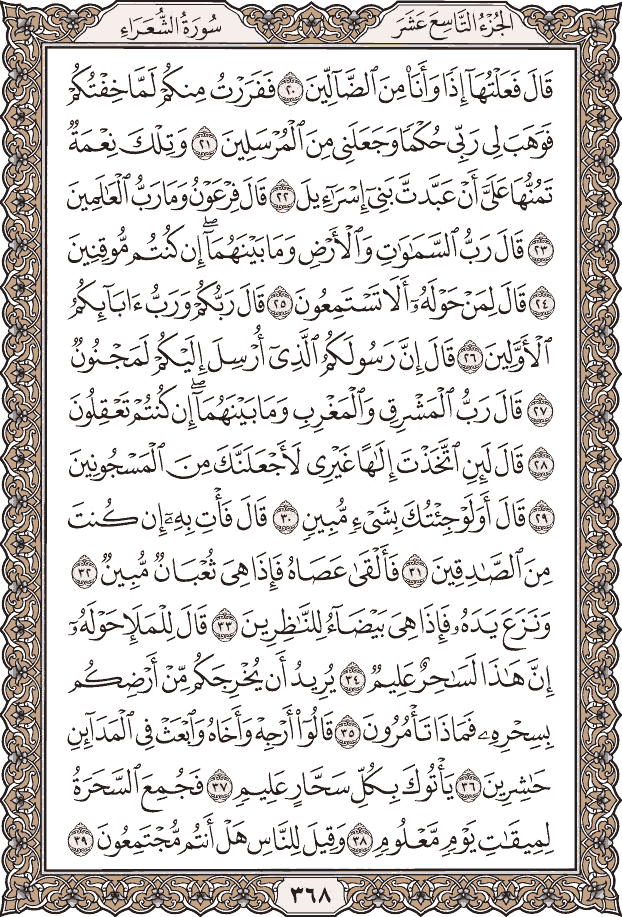 الجُزْءُ التَّاسِعَ عَشَرَ
سُورَةُ الشُّعَرَاءِ
قَالَ فَعَلْتُهَآ إِذًا وَأَنَا۠ مِنَ ٱلضَّآلِّينَ ٢٠ فَفَرَرْتُ مِنكُمْ لَمَّا خِفْتُكُمْ
فَوَهَبَ لِى رَبِّى حُكْمًا وَجَعَلَنِى مِنَ ٱلْمُرْسَلِينَ ٢١ وَتِلْكَ نِعْمَةٌ
تَمُنُّهَا عَلَىَّ أَنْ عَبَّدتَّ بَنِىٓ إِسْرَٰٓءِيلَ ٢٢ قَالَ فِرْعَوْنُ وَمَا رَبُّ ٱلْعَٰلَمِينَ
٢٣ قَالَ رَبُّ ٱلسَّمَٰوَٰتِ وَٱلْأَرْضِ وَمَا بَيْنَهُمَآ ۖ إِن كُنتُم مُّوقِنِينَ
٢٤ قَالَ لِمَنْ حَوْلَهُۥٓ أَلَا تَسْتَمِعُونَ ٢٥ قَالَ رَبُّكُمْ وَرَبُّ ءَابَآئِكُمُ
ٱلْأَوَّلِينَ ٢٦ قَالَ إِنَّ رَسُولَكُمُ ٱلَّذِىٓ أُرْسِلَ إِلَيْكُمْ لَمَجْنُونٌ
٢٧ قَالَ رَبُّ ٱلْمَشْرِقِ وَٱلْمَغْرِبِ وَمَا بَيْنَهُمَآ ۖ إِن كُنتُمْ تَعْقِلُونَ
٢٨ قَالَ لَئِنِ ٱتَّخَذْتَ إِلَٰهًا غَيْرِى لَأَجْعَلَنَّكَ مِنَ ٱلْمَسْجُونِينَ
٢٩ قَالَ أَوَلَوْ جِئْتُكَ بِشَىْءٍ مُّبِينٍ ٣٠ قَالَ فَأْتِ بِهِۦٓ إِن كُنتَ
مِنَ ٱلصَّٰدِقِينَ ٣١ فَأَلْقَىٰ عَصَاهُ فَإِذَا هِىَ ثُعْبَانٌ مُّبِينٌ ٣٢
وَنَزَعَ يَدَهُۥ فَإِذَا هِىَ بَيْضَآءُ لِلنَّٰظِرِينَ ٣٣ قَالَ لِلْمَلَإِ حَوْلَهُۥٓ
إِنَّ هَٰذَا لَسَٰحِرٌ عَلِيمٌ ٣٤ يُرِيدُ أَن يُخْرِجَكُم مِّنْ أَرْضِكُم
بِسِحْرِهِۦ فَمَاذَا تَأْمُرُونَ ٣٥ قَالُوٓا۟ أَرْجِهْ وَأَخَاهُ وَٱبْعَثْ فِى ٱلْمَدَآئِنِ
حَٰشِرِينَ ٣٦ يَأْتُوكَ بِكُلِّ سَحَّارٍ عَلِيمٍ ٣٧ فَجُمِعَ ٱلسَّحَرَةُ
لِمِيقَٰتِ يَوْمٍ مَّعْلُومٍ ٣٨ وَقِيلَ لِلنَّاسِ هَلْ أَنتُم مُّجْتَمِعُونَ ٣٩
٣٦٨